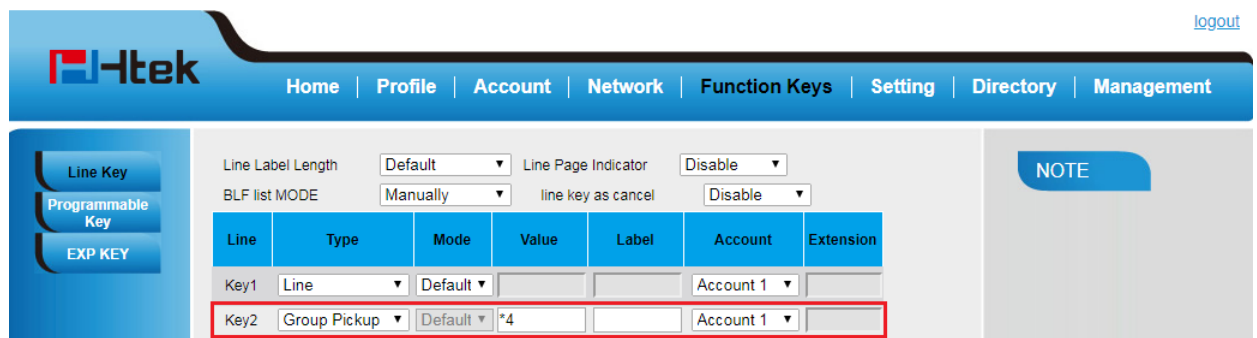 logout
Htek
Home | Profile | Account | Network | Function Keys | Setting | Directory | Management
Line Key
Programmable Key
EXP KEY
Line Label Length Default Line Page Indicator Disable
BLF list MODE Manually line key as cancel Disable
Line Type Mode Value Label Account Extension
Key1 Line Default Account 1
Key2 Group Pickup Default *4 Account 1
NOTE